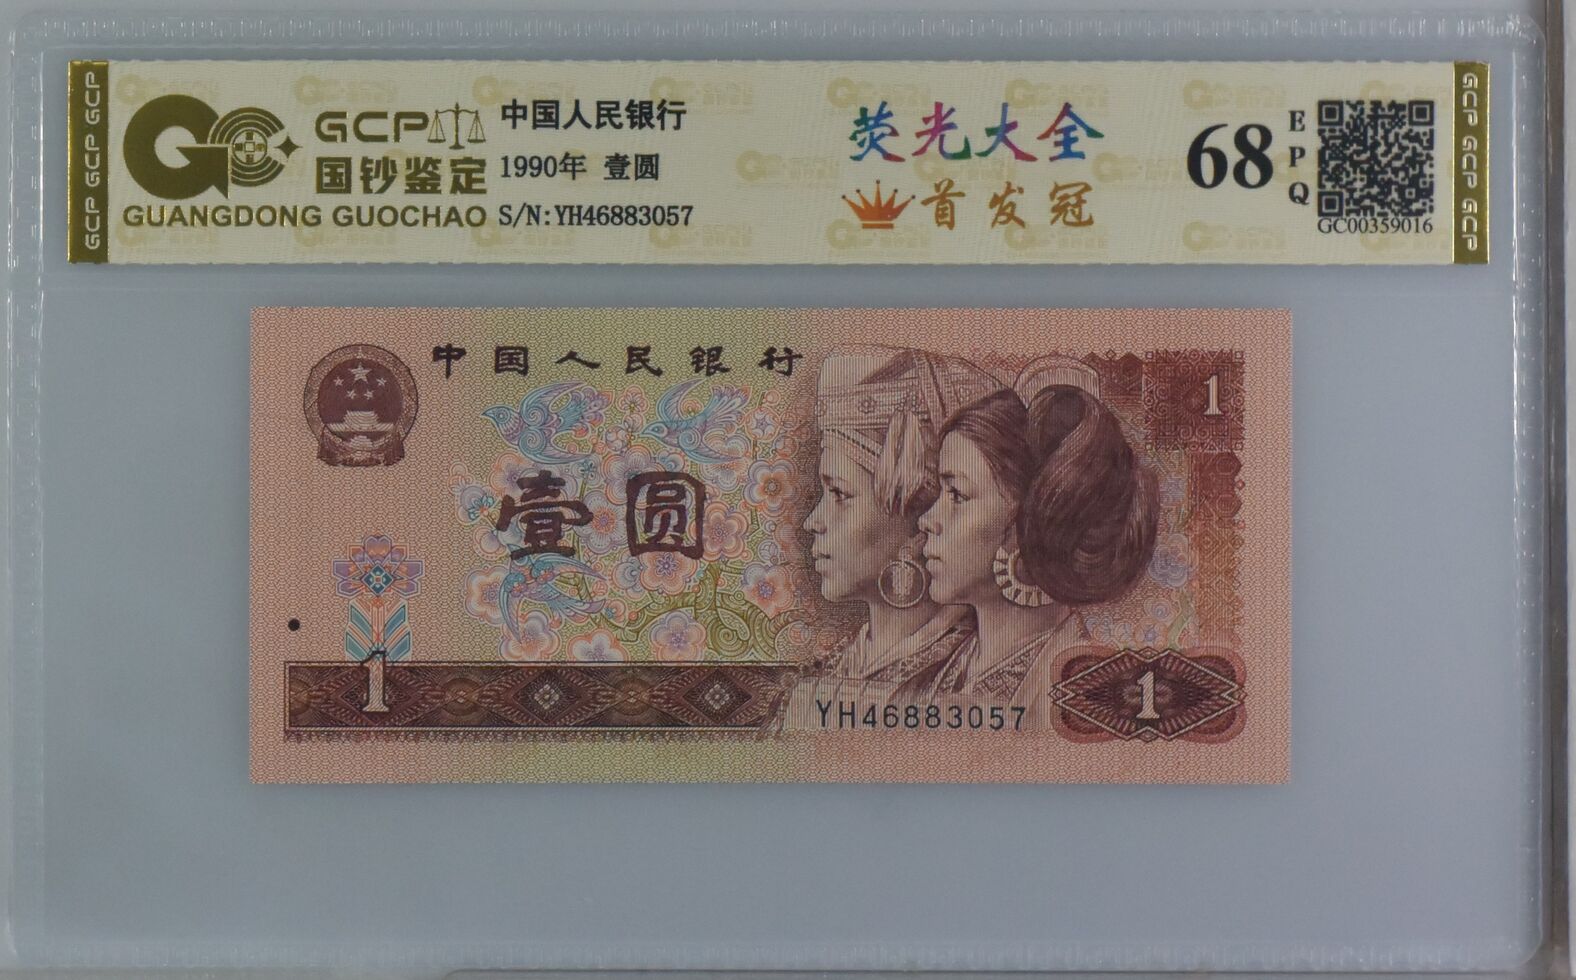 GCP GCP GCP
GCP
国钞鉴定
GUANGDONG GUOCHAO
中国人民银行
1990年 壹圆
S/N:YH46883057
荧光大全
首发冠
68
EPQ
GC00359016
GCP GCP GCP
中国人民银行
壹圆
1
1
YH46883057
1